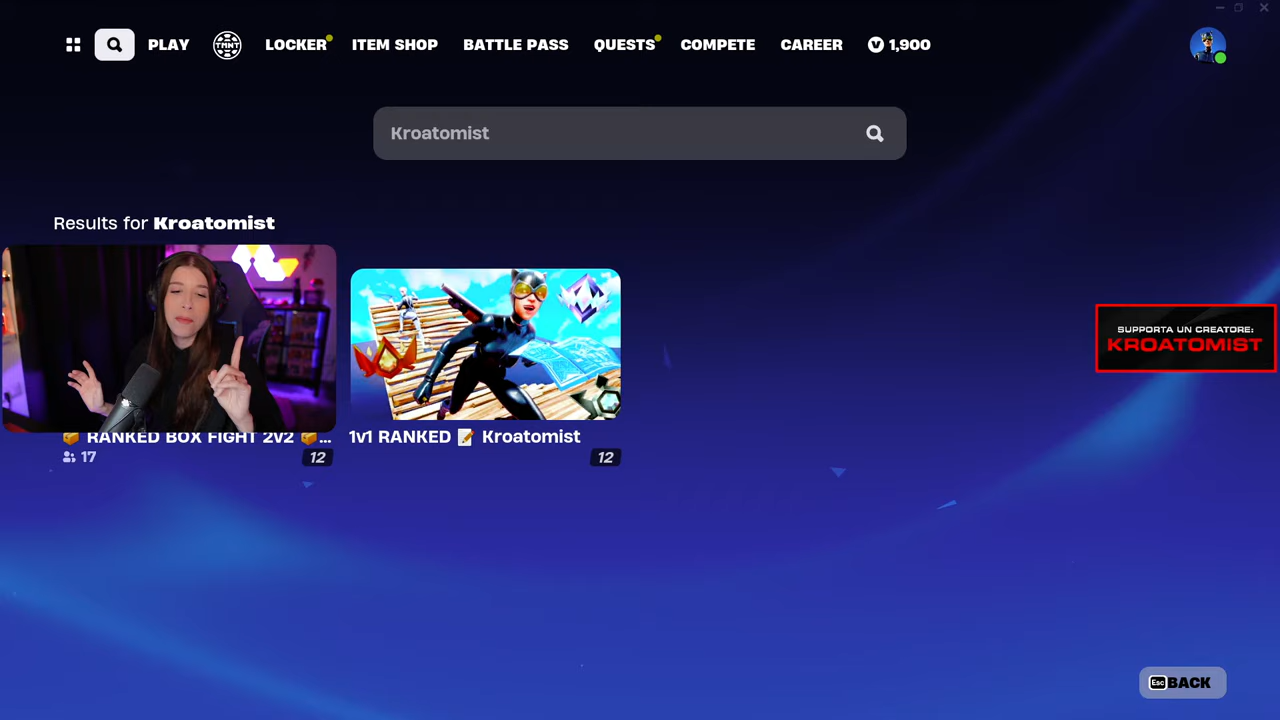 PLAY
TMNT
LOCKER
ITEM SHOP
BATTLE PASS
QUESTS
COMPETE
CAREER
V 1,900
Kroatomist
Results for Kroatomist
RANKED BOX FIGHT 2V2 📦...
17
12
1v1 RANKED 📝 Kroatomist
12
SUPPORTA UN CREATORE:
KROATOMIST
Esc BACK